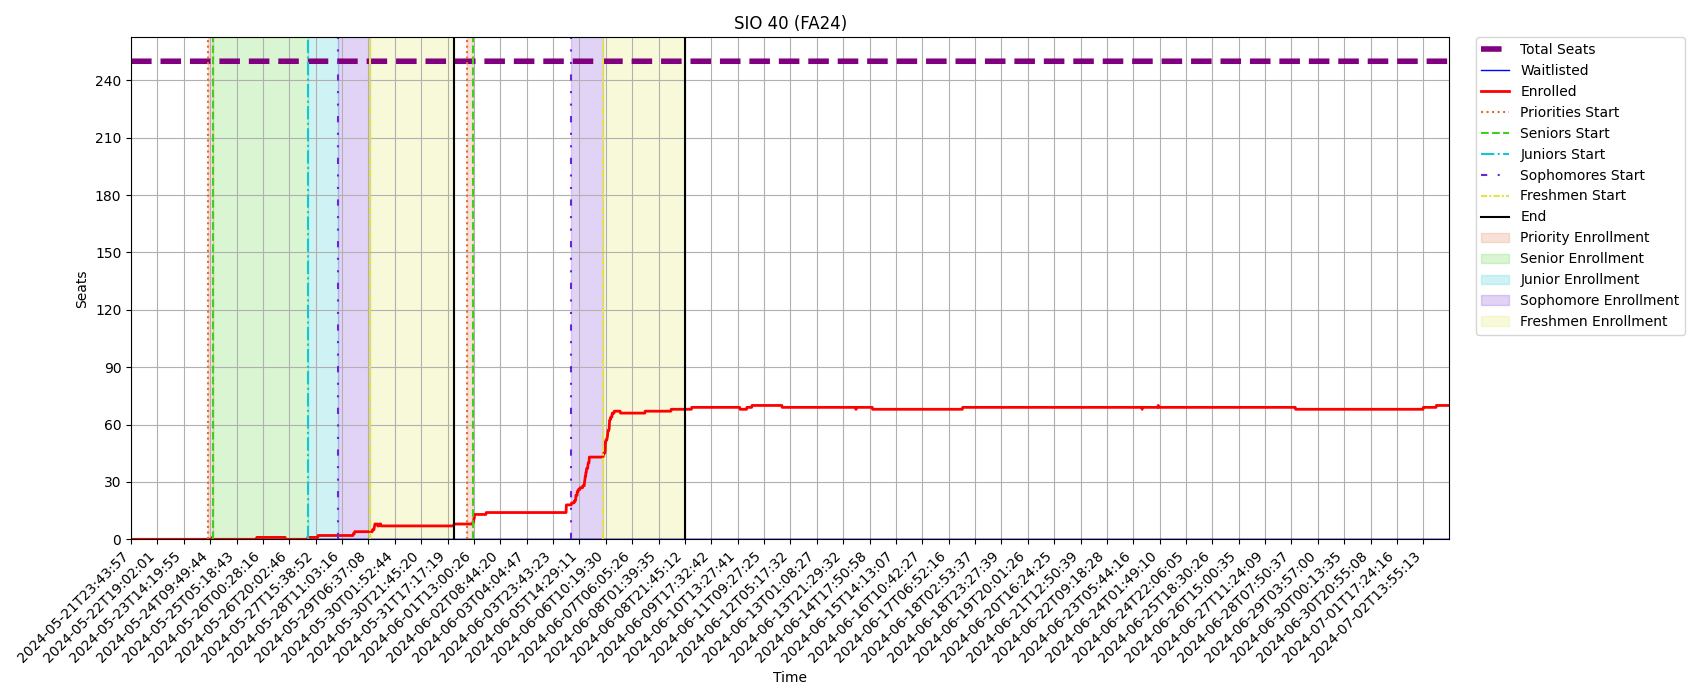 SIO 40 (FA24)
Total Seats
Waitlisted
Enrolled
Priorities Start
Seniors Start
Juniors Start
Sophomores Start
Freshmen Start
End
Priority Enrollment
Senior Enrollment
Junior Enrollment
Sophomore Enrollment
Freshmen Enrollment
Seats
240
210
180
150
120
90
60
30
0
2024-05-21T23:43:57
2024-05-22T19:02:01
2024-05-23T14:19:55
2024-05-24T09:49:44
2024-05-25T05:18:43
2024-05-26T00:28:16
2024-05-26T20:02:46
2024-05-27T15:38:52
2024-05-28T11:03:16
2024-05-29T06:37:08
2024-05-30T01:52:44
2024-05-30T21:45:20
2024-05-31T17:17:19
2024-06-01T13:00:26
2024-06-02T08:44:20
2024-06-03T04:04:47
2024-06-03T23:43:23
2024-06-05T14:29:11
2024-06-06T10:19:30
2024-06-07T06:05:26
2024-06-08T01:39:35
2024-06-08T21:45:12
2024-06-09T17:32:42
2024-06-10T13:27:41
2024-06-11T09:27:25
2024-06-12T05:17:32
2024-06-13T01:08:27
2024-06-13T21:29:32
2024-06-14T17:50:58
2024-06-15T14:13:07
2024-06-16T10:42:27
2024-06-17T06:52:16
2024-06-18T02:53:37
2024-06-18T23:27:39
2024-06-19T20:01:26
2024-06-20T16:24:25
2024-06-21T12:50:39
2024-06-22T09:18:28
2024-06-23T05:44:16
2024-06-24T01:49:10
2024-06-24T22:06:05
2024-06-25T18:30:26
2024-06-26T15:00:35
2024-06-27T11:24:09
2024-06-28T07:50:37
2024-06-29T03:57:00
2024-06-30T00:13:35
2024-06-30T20:55:08
2024-07-01T17:24:16
2024-07-02T13:55:13
Time